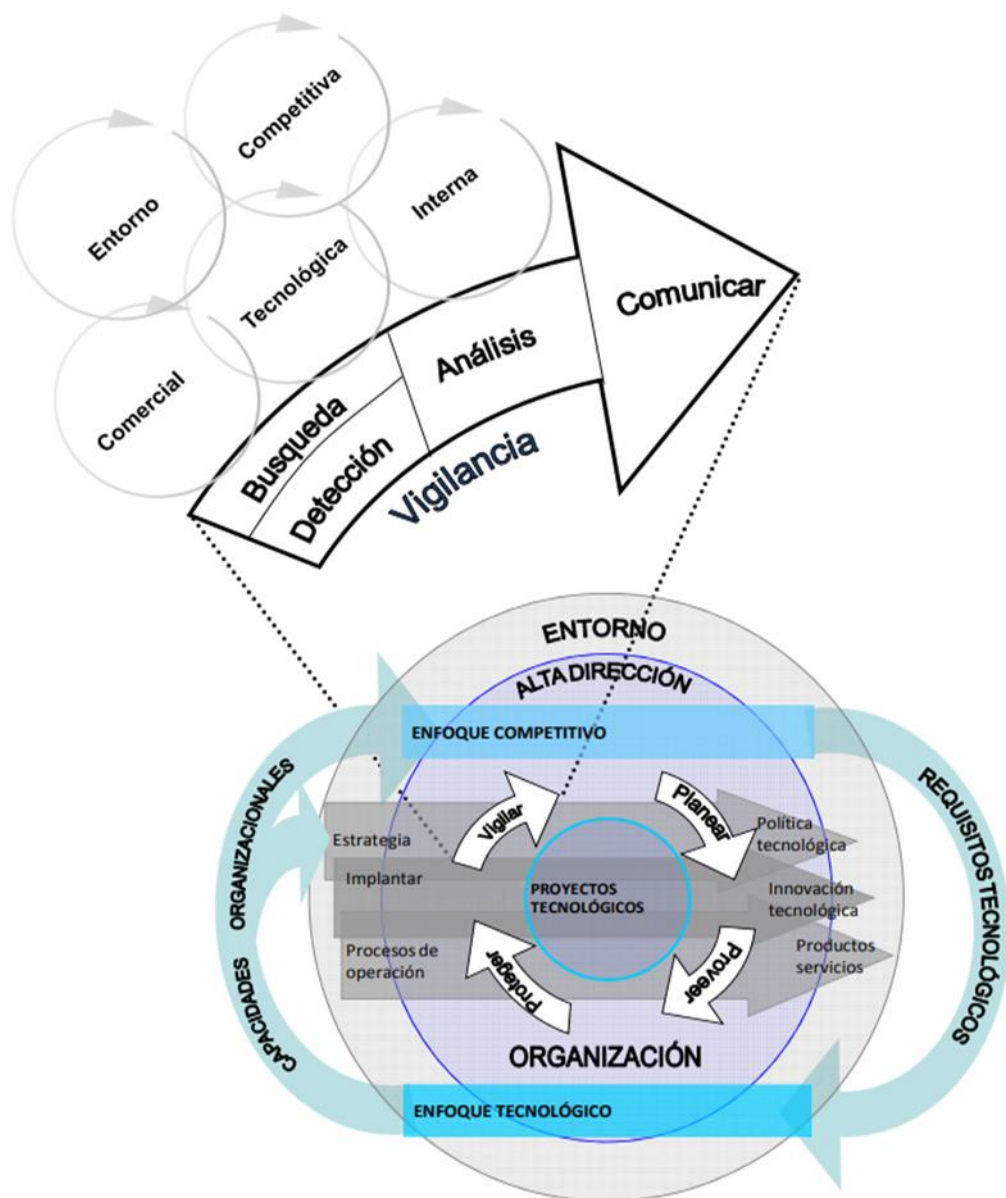 Competitiva
Entorno
Interna
Tecnológica
Comercial
Comunicar
Análisis
Busqueda
Detección
Vigilancia
ENTORNO
ALTA DIRECCIÓN
ENFOQUE COMPETITIVO
CAPACIDADES ORGANIZACIONALES
REQUISITOS TECNOLÓGICOS
Vigilar
Planear
Estrategia
Política
tecnológica
Implantar
PROYECTOS
TECNOLÓGICOS
Innovación
tecnológica
Procesos de
operación
Proteger
Proveer
Productos
servicios
ORGANIZACIÓN
ENFOQUE TECNOLÓGICO